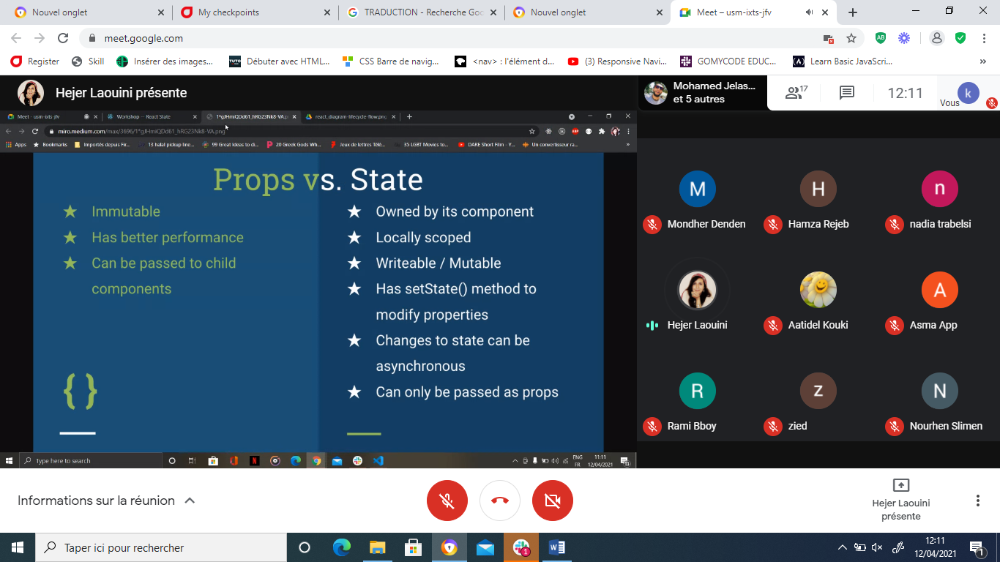 Nouvel onglet
My checkpoints
TRADUCTION - Recherche Goo
Nouvel onglet
Meet – usm-ixts-jfv
meet.google.com
Register
Skill
Insérer des images...
Débuter avec HTML...
CSS Barre de navig...
<nav> : l'élément d...
(3) Responsive Navi...
GOMYCODE EDUC...
Learn Basic JavaScri...
»
Hejer Laouini présente
Mohamed Jelas...
et 5 autres
17
12:11
Vous
k
Meet - usm-ixts-jfv
Workshop -- React State
1*gJHmiQDd61_hRG23Nk8-VA.p
react_diagram-lifecycle-flow.png
miro.medium.com/max/3696/1*gJHmiQDd61_hRG23Nk8-VA.png
Apps
Bookmarks
Importés depuis Fir...
13 halal pickup line...
99 Great Ideas to di...
20 Greek Gods Wh...
Jeux de lettres Télé...
35 LGBT Movies to...
DARE Short Film - Y...
Un convertisseur ra...
»
Props vs. State
Immutable
Has better performance
Can be passed to child
components
{ }
Owned by its component
Locally scoped
Writeable / Mutable
Has setState() method to
modify properties
Changes to state can be
asynchronous
Can only be passed as props
Type here to search
ENG
FR
11:11
12/04/2021
M
Mondher Denden
H
Hamza Rejeb
n
nadia trabelsi
Hejer Laouini
Aatidel Kouki
A
Asma App
R
Rami Bboy
z
zied
N
Nourhen Slimen
Informations sur la réunion
Hejer Laouini
présente
Taper ici pour rechercher
1
12:11
12/04/2021
1